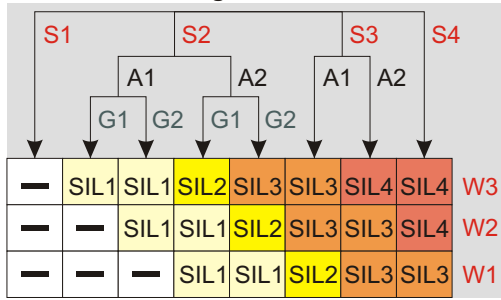 S1 S2 S3 S4
A1 A2 A1 A2
G1 G2 G1 G2
— SIL1 SIL1 SIL2 SIL3 SIL3 SIL4 SIL4 W3
— — SIL1 SIL1 SIL2 SIL3 SIL3 SIL4 W2
— — — SIL1 SIL1 SIL2 SIL3 SIL3 W1